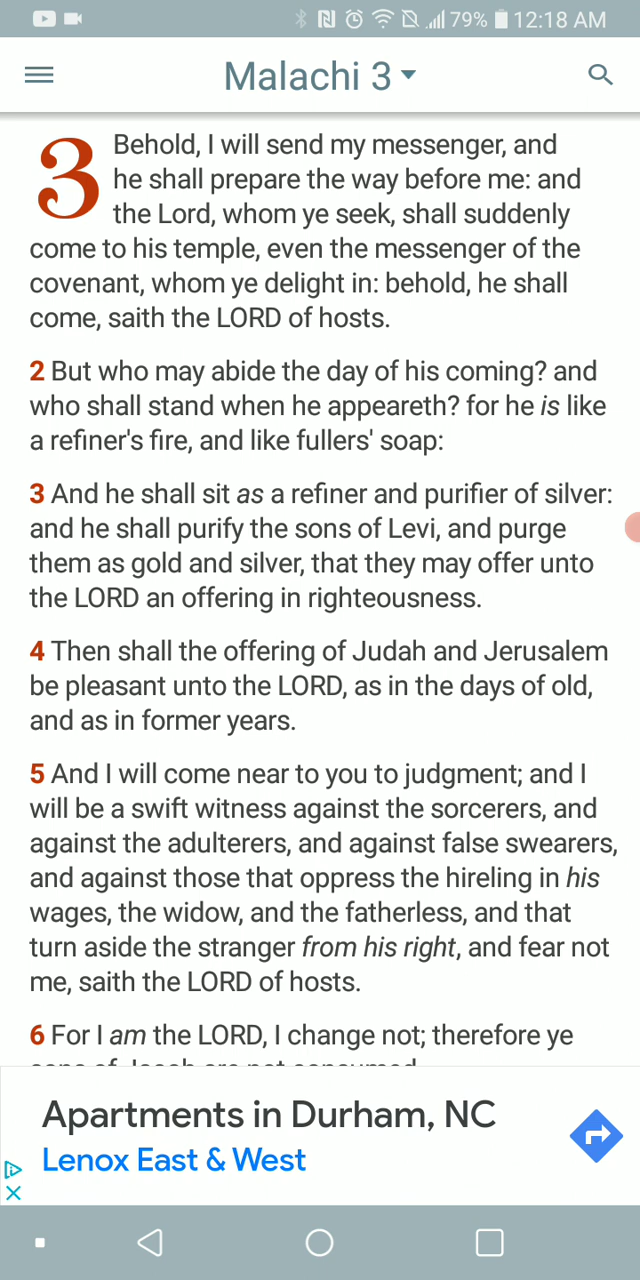 79% 12:18 AM
Malachi 3
3 Behold, I will send my messenger, and
he shall prepare the way before me: and
the Lord, whom ye seek, shall suddenly
come to his temple, even the messenger of the
covenant, whom ye delight in: behold, he shall
come, saith the LORD of hosts.
2 But who may abide the day of his coming? and
who shall stand when he appeareth? for he is like
a refiner's fire, and like fullers' soap:
3 And he shall sit as a refiner and purifier of silver:
and he shall purify the sons of Levi, and purge
them as gold and silver, that they may offer unto
the LORD an offering in righteousness.
4 Then shall the offering of Judah and Jerusalem
be pleasant unto the LORD, as in the days of old,
and as in former years.
5 And I will come near to you to judgment; and I
will be a swift witness against the sorcerers, and
against the adulterers, and against false swearers,
and against those that oppress the hireling in his
wages, the widow, and the fatherless, and that
turn aside the stranger from his right, and fear not
me, saith the LORD of hosts.
6 For I am the LORD, I change not; therefore ye
Apartments in Durham, NC
Lenox East & West